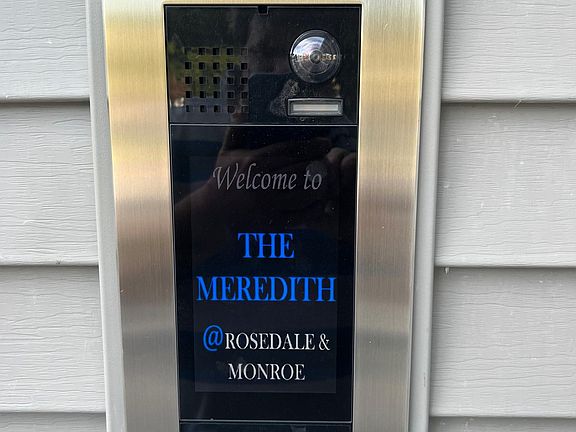 Welcome to
THE
MEREDITH
@ROSEDALE &
MONROE